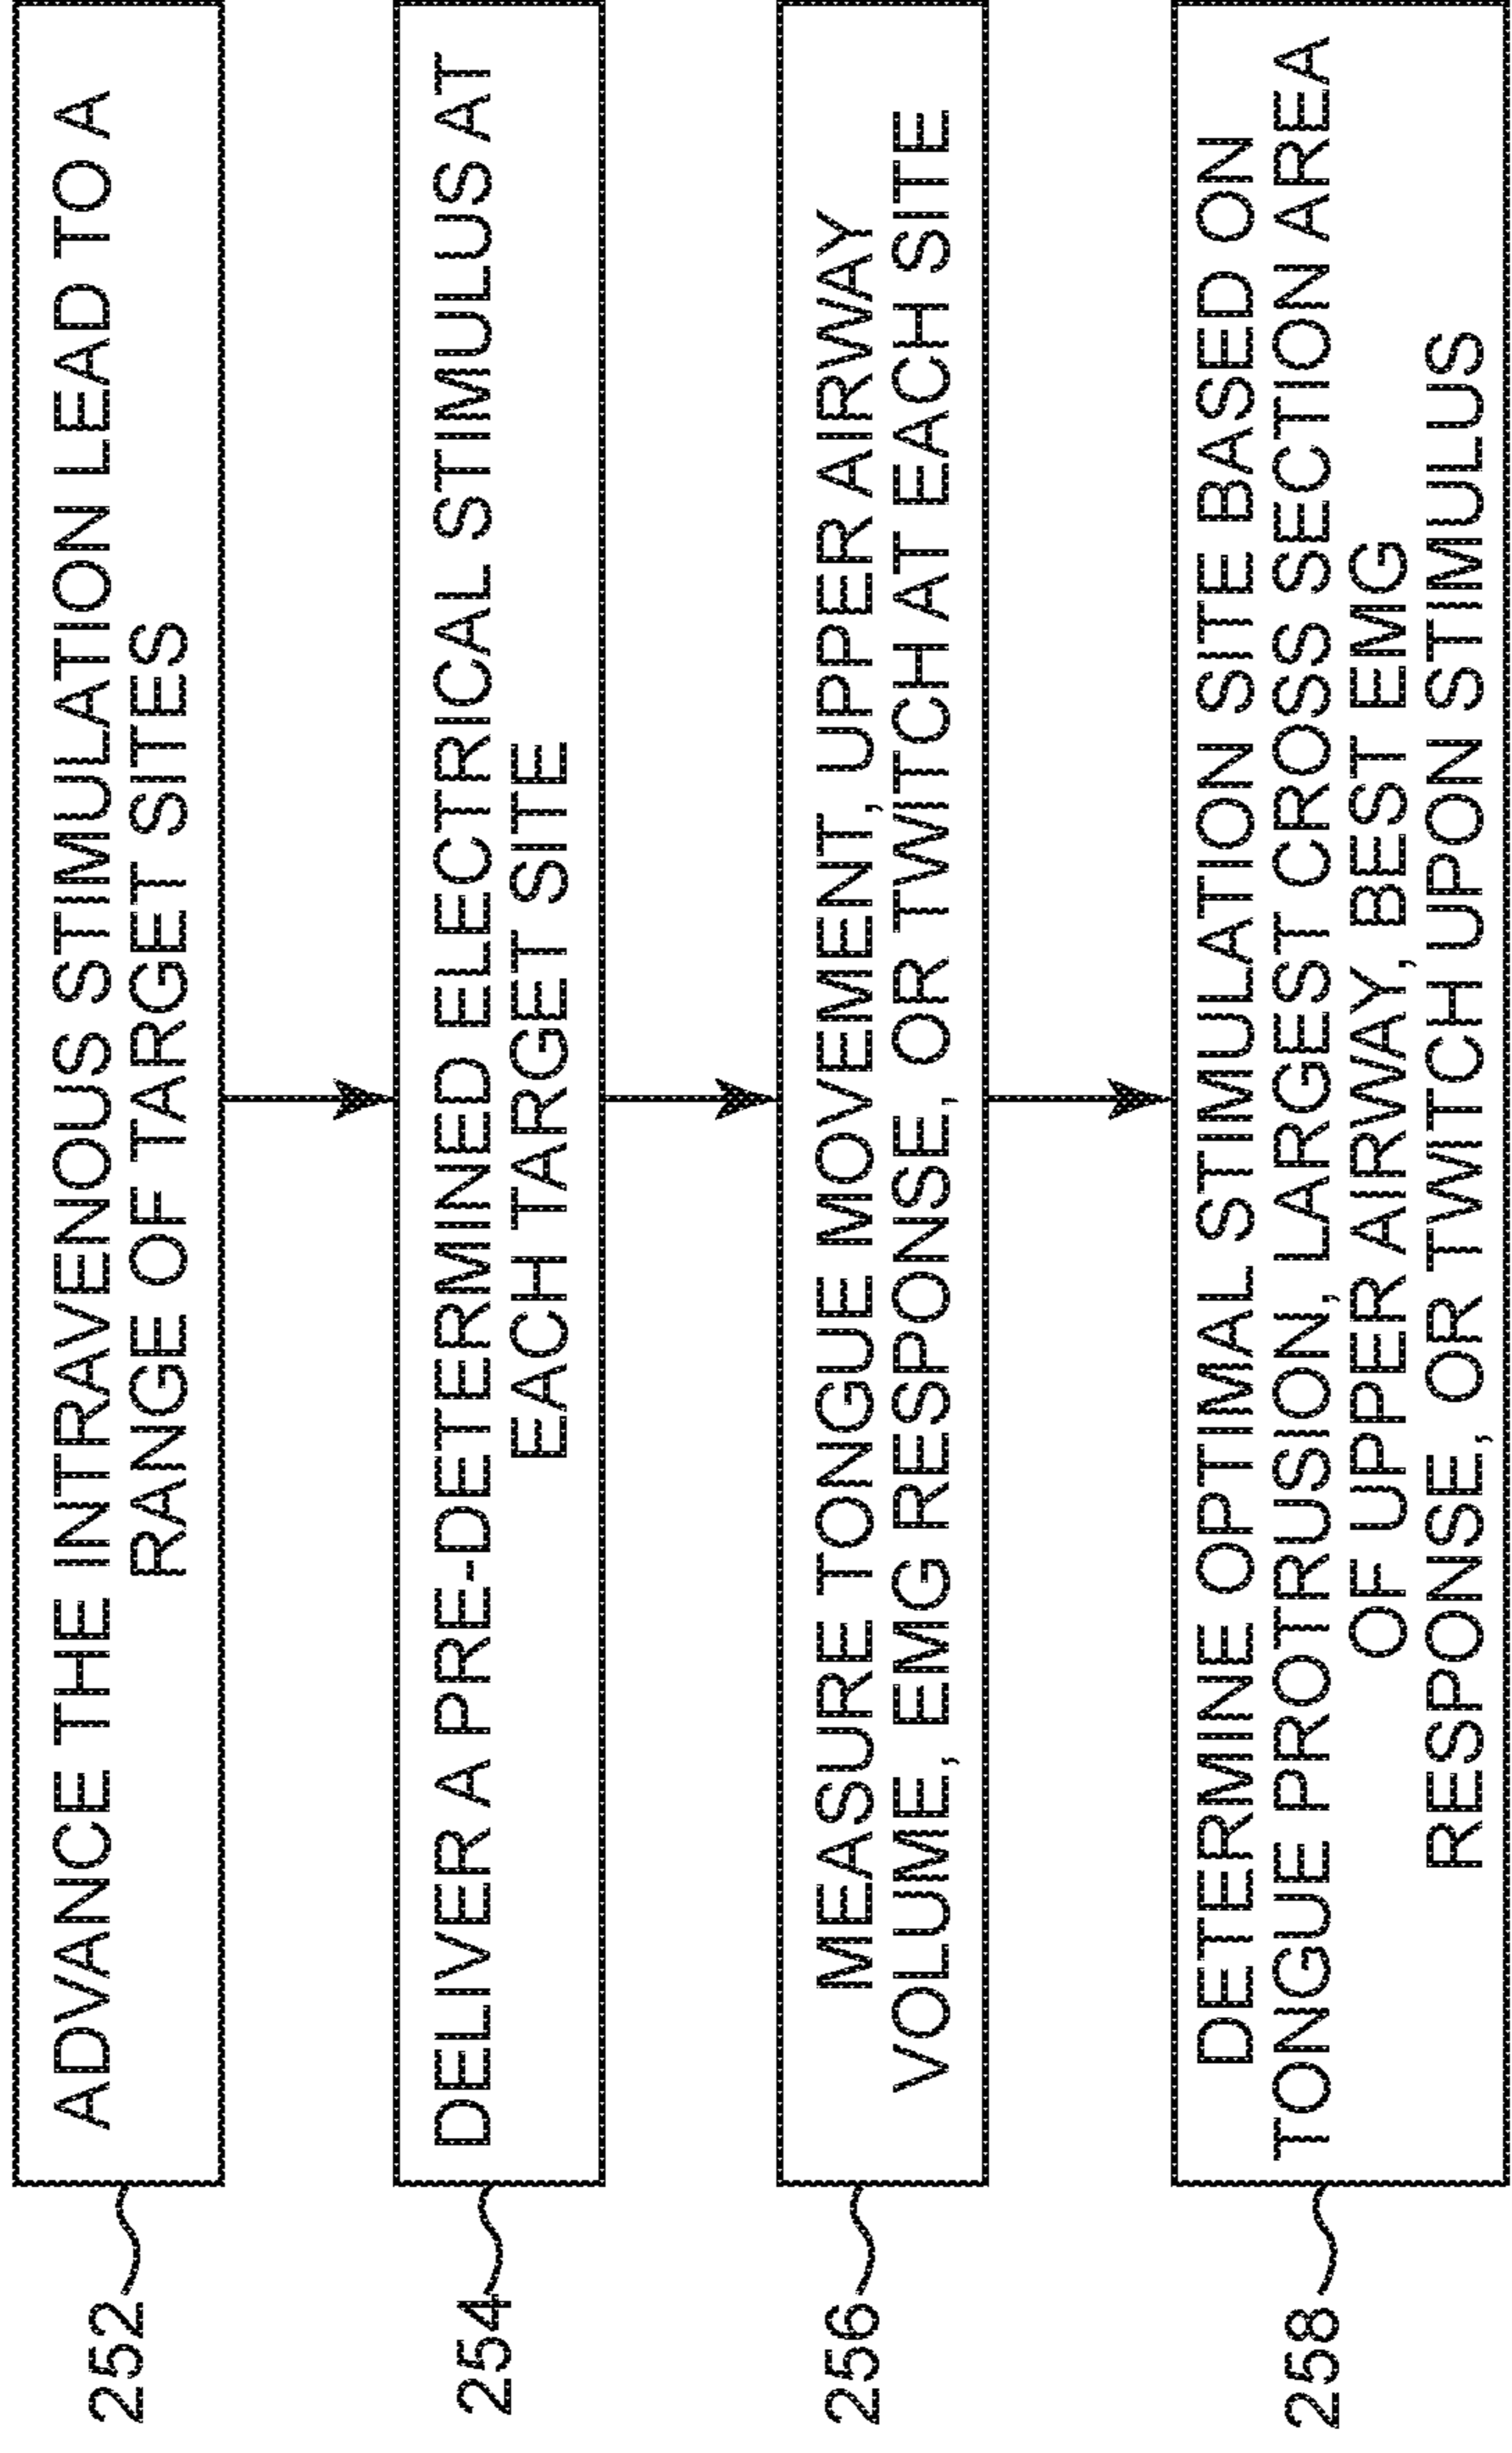 252
ADVANCE THE INTRAVENOUS STIMULATION LEAD TO A
RANGE OF TARGET SITES
254
DELIVER A PRE-DETERMINED ELECTRICAL STIMULUS AT
EACH TARGET SITE
256
MEASURE TONGUE MOVEMENT, UPPER AIRWAY
VOLUME, EMG RESPONSE, OR TWITCH AT EACH SITE
258
DETERMINE OPTIMAL STIMULATION SITE BASED ON
TONGUE PROTRUSION, LARGEST CROSS SECTION AREA
OF UPPER AIRWAY, BEST EMG
RESPONSE, OR TWITCH UPON STIMULUS